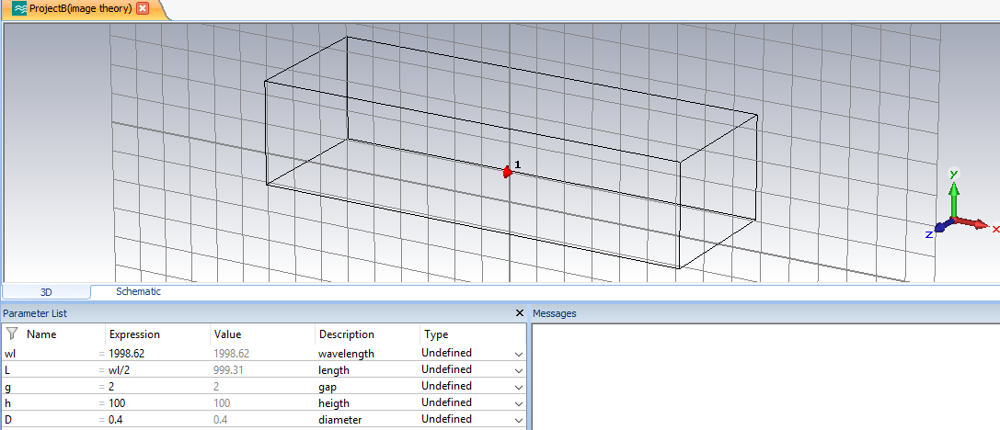 ProjectB(image theory)
1
y
x
z
3D Schematic
Parameter List
Messages
Name Expression Value Description Type
wl = 1998.62 1998.62 wavelength Undefined
L = wl/2 999.31 length Undefined
g = 2 2 gap Undefined
h = 100 100 heigth Undefined
D = 0.4 0.4 diameter Undefined